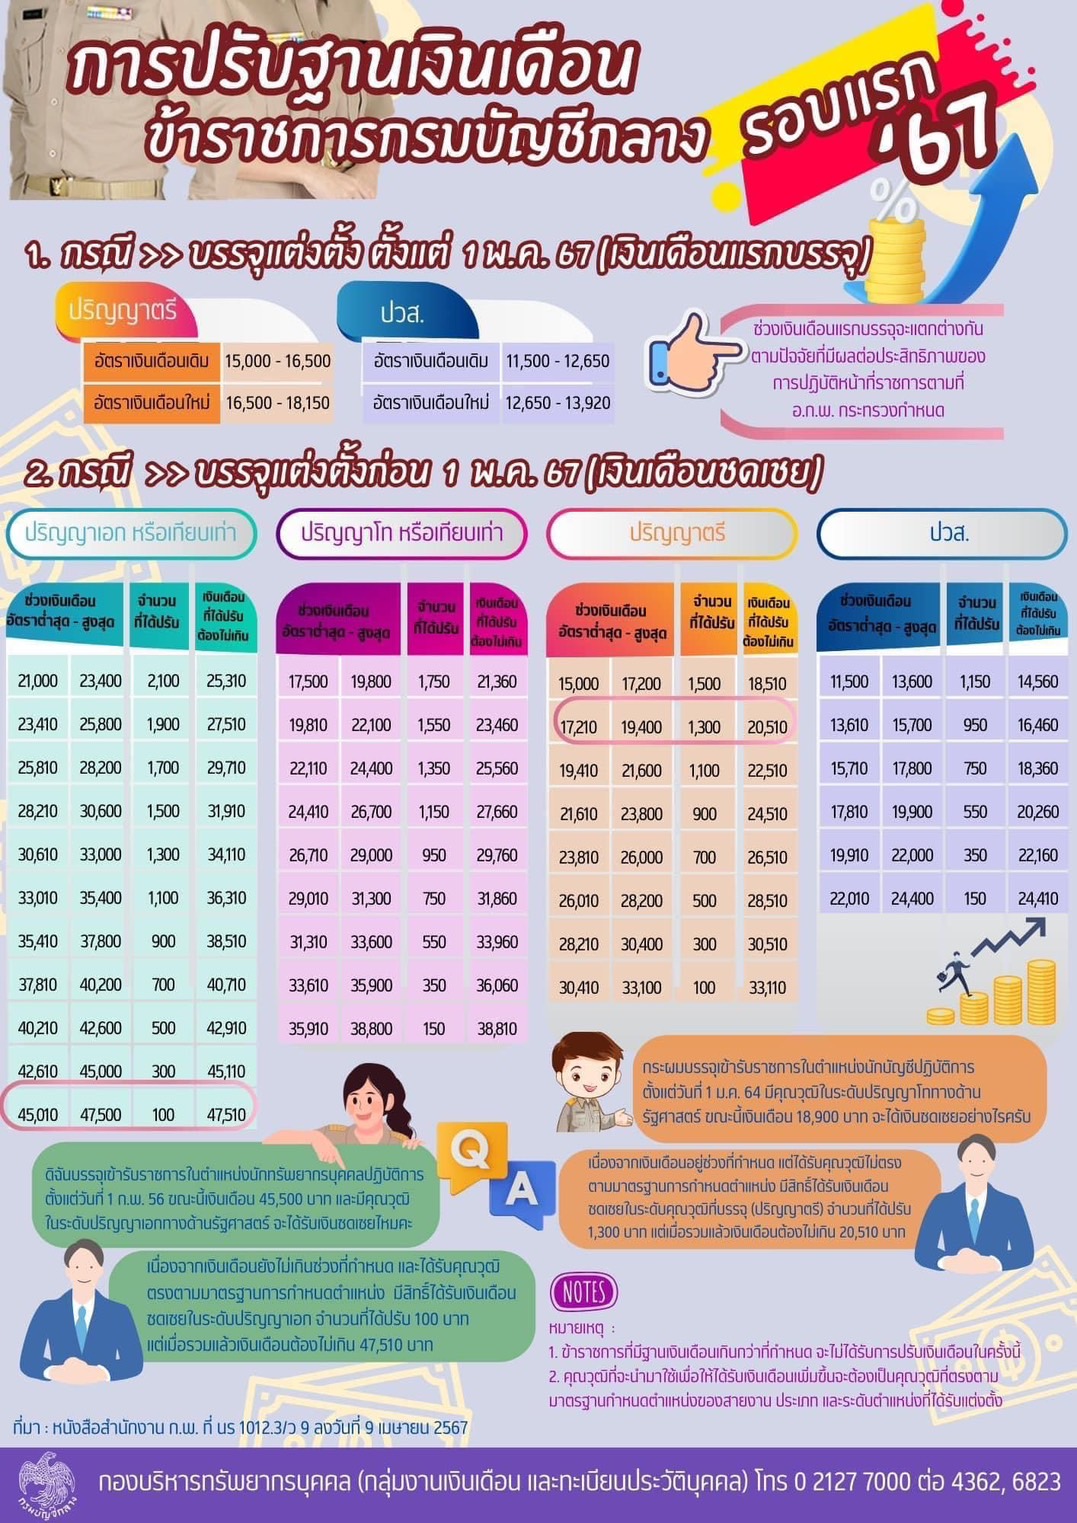 การปรับฐานเงินเดือน
ข้าราชการกรมบัญชีกลาง
รอบแรก
'67
%
1. กรณี >> บรรจุแต่งตั้ง ตั้งแต่ 1 พ.ค. 67 (เงินเดือนแรกบรรจุ)
ปริญญาตรี
อัตราเงินเดือนเดิม 15,000 - 16,500
อัตราเงินเดือนใหม่ 16,500 - 18,150
ปวส.
อัตราเงินเดือนเดิม 11,500 - 12,650
อัตราเงินเดือนใหม่ 12,650 - 13,920
ช่วงเงินเดือนแรกบรรจุจะแตกต่างกัน
ตามปัจจัยที่มีผลต่อประสิทธิภาพของ
การปฏิบัติหน้าที่ราชการตามที่
อ.ก.พ. กระทรวงกำหนด
2. กรณี >> บรรจุแต่งตั้งก่อน 1 พ.ค. 67 (เงินเดือนชดเชย)
ปริญญาเอก หรือเทียบเท่า
ช่วงเงินเดือน
อัตราต่ำสุด - สูงสุด
จำนวน
ที่ได้ปรับ
เงินเดือน
ที่ได้ปรับ
ต้องไม่เกิน
21,000 23,400 2,100 25,310
23,410 25,800 1,900 27,510
25,810 28,200 1,700 29,710
28,210 30,600 1,500 31,910
30,610 33,000 1,300 34,110
33,010 35,400 1,100 36,310
35,410 37,800 900 38,510
37,810 40,200 700 40,710
40,210 42,600 500 42,910
42,610 45,000 300 45,110
45,010 47,500 100 47,510
ปริญญาโท หรือเทียบเท่า
ช่วงเงินเดือน
อัตราต่ำสุด - สูงสุด
จำนวน
ที่ได้ปรับ
เงินเดือน
ที่ได้ปรับ
ต้องไม่เกิน
17,500 19,800 1,750 21,360
19,810 22,100 1,550 23,460
22,110 24,400 1,350 25,560
24,410 26,700 1,150 27,660
26,710 29,000 950 29,760
29,010 31,300 750 31,860
31,310 33,600 550 33,960
33,610 35,900 350 36,060
35,910 38,800 150 38,810
ปริญญาตรี
ช่วงเงินเดือน
อัตราต่ำสุด - สูงสุด
จำนวน
ที่ได้ปรับ
เงินเดือน
ที่ได้ปรับ
ต้องไม่เกิน
15,000 17,200 1,500 18,510
17,210 19,400 1,300 20,510
19,410 21,600 1,100 22,510
21,610 23,800 900 24,510
23,810 26,000 700 26,510
26,010 28,200 500 28,510
28,210 30,400 300 30,510
30,410 33,100 100 33,110
ปวส.
ช่วงเงินเดือน
อัตราต่ำสุด - สูงสุด
จำนวน
ที่ได้ปรับ
เงินเดือน
ที่ได้ปรับ
ต้องไม่เกิน
11,500 13,600 1,150 14,560
13,610 15,700 950 16,460
15,710 17,800 750 18,360
17,810 19,900 550 20,260
19,910 22,000 350 22,160
22,010 24,400 150 24,410
ดิฉันบรรจุเข้ารับราชการในตำแหน่งนักทรัพยากรบุคคลปฏิบัติการ
ตั้งแต่วันที่ 1 ก.พ. 56 ขณะนี้เงินเดือน 45,500 บาท และมีคุณวุฒิ
ในระดับปริญญาเอกทางด้านรัฐศาสตร์ จะได้รับเงินชดเชยไหมคะ
Q
A
เนื่องจากเงินเดือนยังไม่เกินช่วงที่กำหนด และได้รับคุณวุฒิ
ตรงตามมาตรฐานการกำหนดตำแหน่ง มีสิทธิ์ได้รับเงินเดือน
ชดเชยในระดับปริญญาเอก จำนวนที่ได้ปรับ 100 บาท
แต่เมื่อรวมแล้วเงินเดือนต้องไม่เกิน 47,510 บาท
กระผมบรรจุเข้ารับราชการในตำแหน่งนักบัญชีปฏิบัติการ
ตั้งแต่วันที่ 1 ม.ค. 64 มีคุณวุฒิในระดับปริญญาโททางด้าน
รัฐศาสตร์ ขณะนี้เงินเดือน 18,900 บาท จะได้เงินชดเชยอย่างไรครับ
เนื่องจากเงินเดือนอยู่ช่วงที่กำหนด แต่ได้รับคุณวุฒิไม่ตรง
ตามมาตรฐานการกำหนดตำแหน่ง มีสิทธิ์ได้รับเงินเดือน
ชดเชยในระดับคุณวุฒิที่บรรจุ (ปริญญาตรี) จำนวนที่ได้ปรับ
1,300 บาท แต่เมื่อรวมแล้วเงินเดือนต้องไม่เกิน 20,510 บาท
NOTES
หมายเหตุ :
1. ข้าราชการที่มีฐานเงินเดือนเกินกว่าที่กำหนด จะไม่ได้รับการปรับเงินเดือนในครั้งนี้
2. คุณวุฒิที่จะนำมาใช้เพื่อให้ได้รับเงินเดือนเพิ่มขึ้นจะต้องเป็นคุณวุฒิที่ตรงตาม
มาตรฐานกำหนดตำแหน่งของสายงาน ประเภท และระดับตำแหน่งที่ได้รับแต่งตั้ง
ที่มา : หนังสือสำนักงาน ก.พ. ที่ นร 1012.3/ว 9 ลงวันที่ 9 เมษายน 2567
กรมบัญชีกลาง
กองบริหารทรัพยากรบุคคล (กลุ่มงานเงินเดือน และทะเบียนประวัติบุคคล) โทร 0 2127 7000 ต่อ 4362, 6823